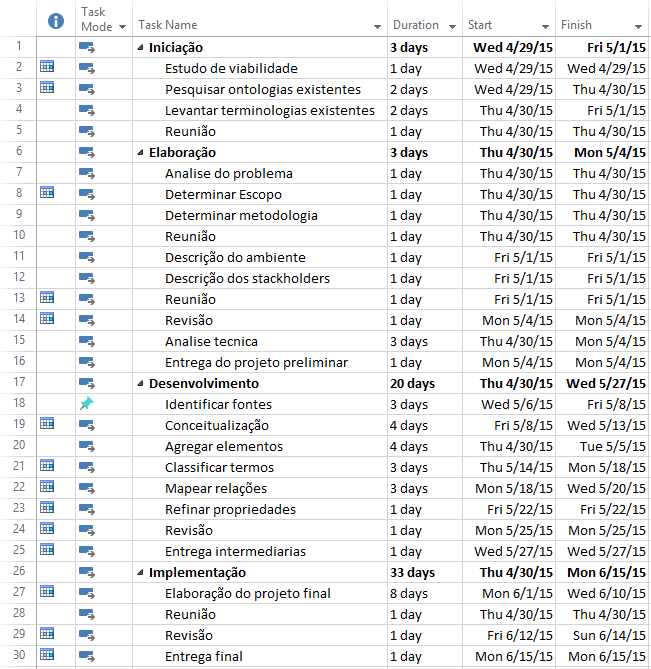 Task Mode Task Name Duration Start Finish
1 Iniciação 3 days Wed 4/29/15 Fri 5/1/15
2 Estudo de viabilidade 1 day Wed 4/29/15 Wed 4/29/15
3 Pesquisar ontologias existentes 2 days Wed 4/29/15 Thu 4/30/15
4 Levantar terminologias existentes 2 days Thu 4/30/15 Fri 5/1/15
5 Reunião 1 day Thu 4/30/15 Thu 4/30/15
6 Elaboração 3 days Thu 4/30/15 Mon 5/4/15
7 Analise do problema 1 day Thu 4/30/15 Thu 4/30/15
8 Determinar Escopo 1 day Thu 4/30/15 Thu 4/30/15
9 Determinar metodologia 1 day Thu 4/30/15 Thu 4/30/15
10 Reunião 1 day Thu 4/30/15 Thu 4/30/15
11 Descrição do ambiente 1 day Fri 5/1/15 Fri 5/1/15
12 Descrição dos stackholders 1 day Fri 5/1/15 Fri 5/1/15
13 Reunião 1 day Fri 5/1/15 Fri 5/1/15
14 Revisão 1 day Mon 5/4/15 Mon 5/4/15
15 Analise tecnica 3 days Thu 4/30/15 Mon 5/4/15
16 Entrega do projeto preliminar 1 day Mon 5/4/15 Mon 5/4/15
17 Desenvolvimento 20 days Thu 4/30/15 Wed 5/27/15
18 Identificar fontes 3 days Wed 5/6/15 Fri 5/8/15
19 Conceitualização 4 days Fri 5/8/15 Wed 5/13/15
20 Agregar elementos 4 days Thu 4/30/15 Tue 5/5/15
21 Classificar termos 3 days Thu 5/14/15 Mon 5/18/15
22 Mapear relações 3 days Mon 5/18/15 Wed 5/20/15
23 Refinar propriedades 1 day Fri 5/22/15 Fri 5/22/15
24 Revisão 1 day Mon 5/25/15 Mon 5/25/15
25 Entrega intermediarias 1 day Wed 5/27/15 Wed 5/27/15
26 Implementação 33 days Thu 4/30/15 Mon 6/15/15
27 Elaboração do projeto final 8 days Mon 6/1/15 Wed 6/10/15
28 Reunião 1 day Thu 4/30/15 Thu 4/30/15
29 Revisão 1 day Fri 6/12/15 Sun 6/14/15
30 Entrega final 1 day Mon 6/15/15 Mon 6/15/15